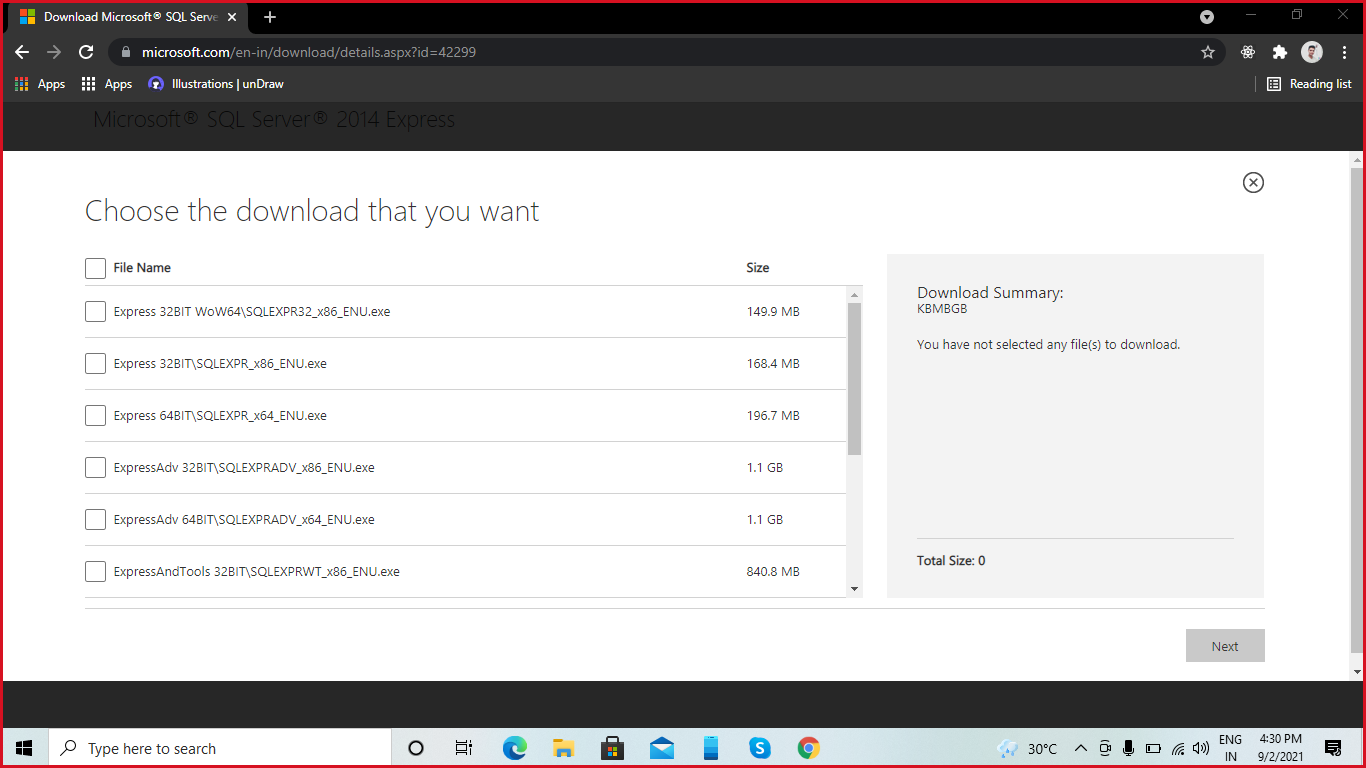 Download Microsoft® SQL Serve
microsoft.com/en-in/download/details.aspx?id=42299
Apps
Apps
Illustrations | unDraw
Reading list
Microsoft® SQL Server® 2014 Express
Choose the download that you want
File Name Size
Express 32BIT WoW64\SQLEXPR32_x86_ENU.exe 149.9 MB
Express 32BIT\SQLEXPR_x86_ENU.exe 168.4 MB
Express 64BIT\SQLEXPR_x64_ENU.exe 196.7 MB
ExpressAdv 32BIT\SQLEXPRADV_x86_ENU.exe 1.1 GB
ExpressAdv 64BIT\SQLEXPRADV_x64_ENU.exe 1.1 GB
ExpressAndTools 32BIT\SQLEXPRWT_x86_ENU.exe 840.8 MB
Download Summary:
KBMBGB
You have not selected any file(s) to download.
Total Size: 0
Next
Type here to search
30°C
ENG
IN
4:30 PM
9/2/2021